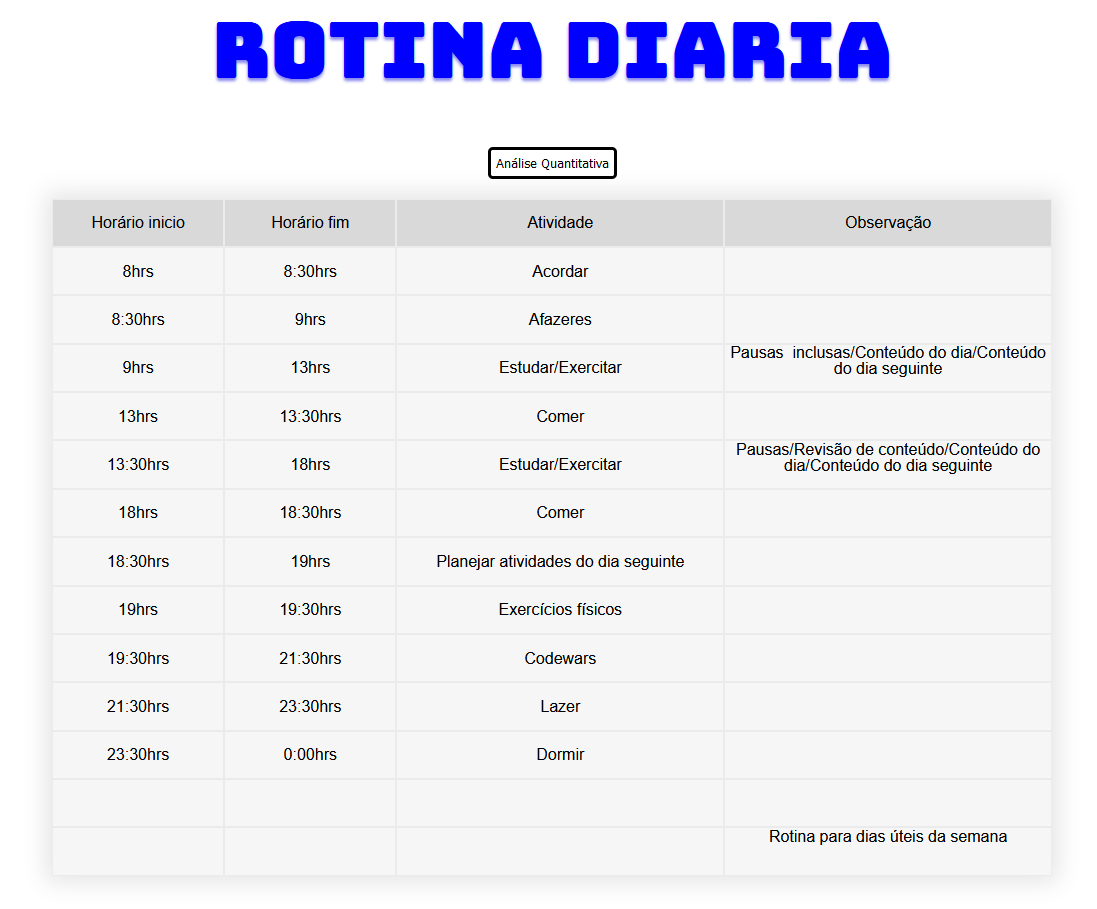 ROTINA DIARIA
Análise Quantitativa
Horário inicio Horário fim Atividade Observação
8hrs 8:30hrs Acordar
8:30hrs 9hrs Afazeres
9hrs 13hrs Estudar/Exercitar Pausas  inclusas/Conteúdo do dia/Conteúdo
do dia seguinte
13hrs 13:30hrs Comer
13:30hrs 18hrs Estudar/Exercitar Pausas/Revisão de conteúdo/Conteúdo do
dia/Conteúdo do dia seguinte
18hrs 18:30hrs Comer
18:30hrs 19hrs Planejar atividades do dia seguinte
19hrs 19:30hrs Exercícios físicos
19:30hrs 21:30hrs Codewars
21:30hrs 23:30hrs Lazer
23:30hrs 0:00hrs Dormir
Rotina para dias úteis da semana